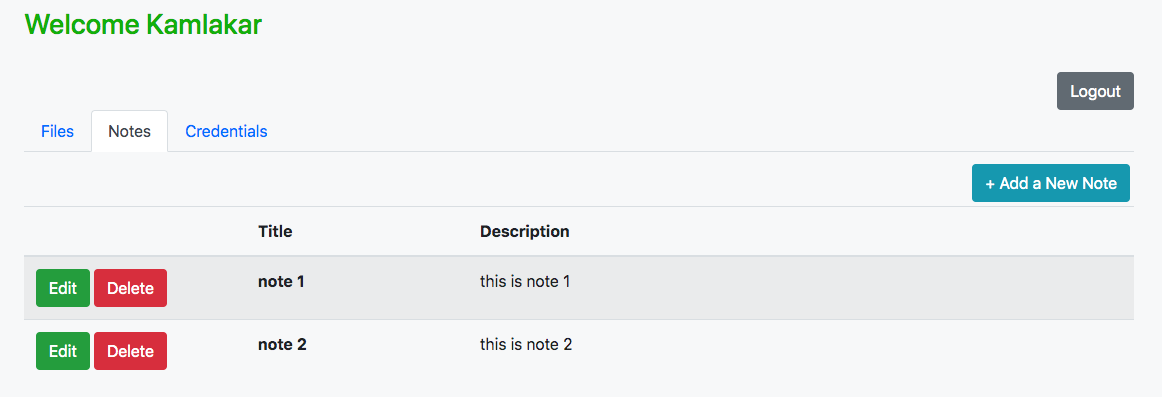 Welcome Kamlakar
Logout
Files Notes Credentials
+ Add a New Note
Title Description
Edit Delete note 1 this is note 1
Edit Delete note 2 this is note 2